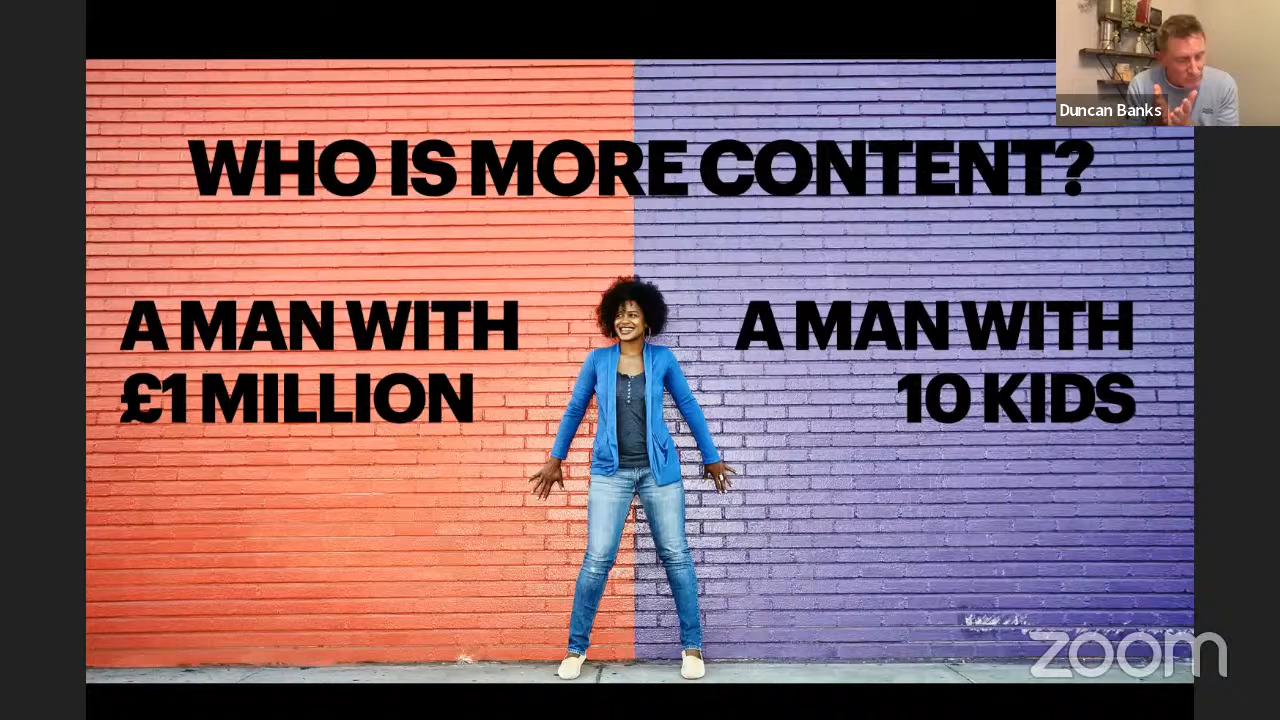 Duncan Banks
WHO IS MORE CONTENT?
A MAN WITH
£1 MILLION
A MAN WITH
10 KIDS
zoom